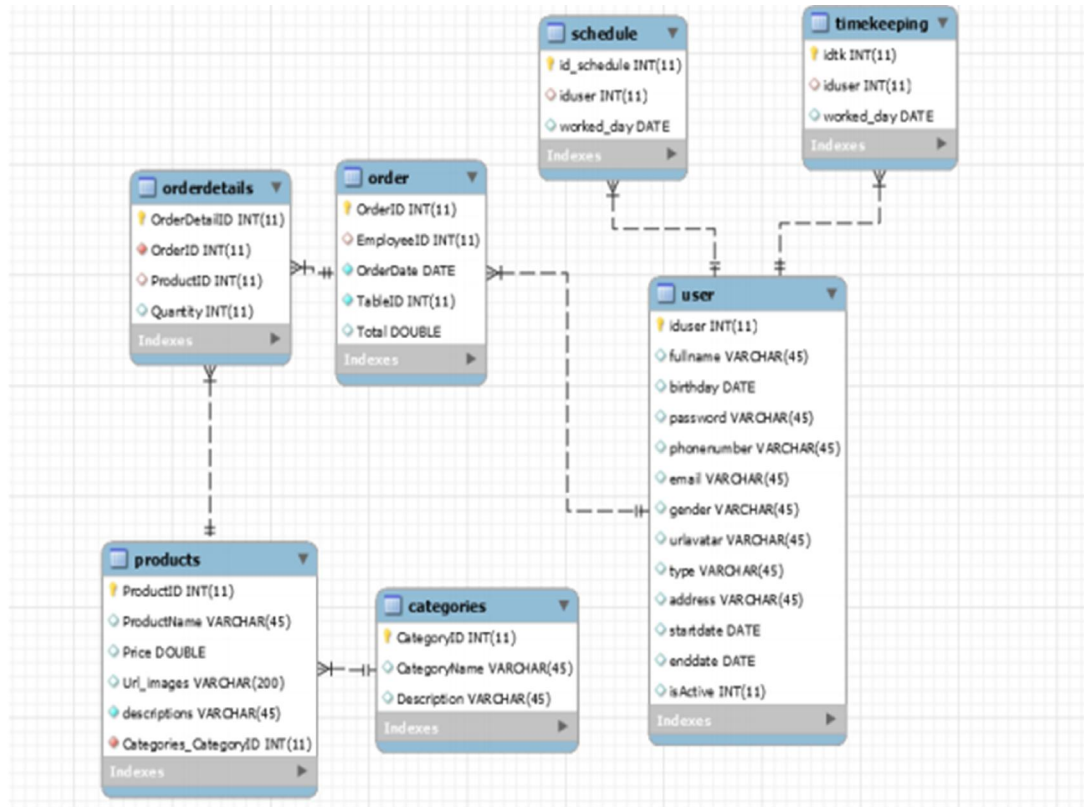 schedule
id_schedule INT(11)
iduser INT(11)
worked_day DATE
Indexes
timekeeping
idtk INT(11)
iduser INT(11)
worked_day DATE
Indexes
orderdetails
OrderDetailID INT(11)
OrderID INT(11)
ProductID INT(11)
Quantity INT(11)
Indexes
order
OrderID INT(11)
EmployeeID INT(11)
OrderDate DATE
TableID INT(11)
Total DOUBLE
Indexes
user
iduser INT(11)
fullname VARCHAR(45)
birthday DATE
password VARCHAR(45)
phonenumber VARCHAR(45)
email VARCHAR(45)
gender VARCHAR(45)
urlavatar VARCHAR(45)
type VARCHAR(45)
address VARCHAR(45)
startdate DATE
enddate DATE
isActive INT(11)
Indexes
products
ProductID INT(11)
ProductName VARCHAR(45)
Price DOUBLE
Url_images VARCHAR(200)
descriptions VARCHAR(45)
Categories_CategoryID INT(11)
Indexes
categories
CategoryID INT(11)
CategoryName VARCHAR(45)
Description VARCHAR(45)
Indexes